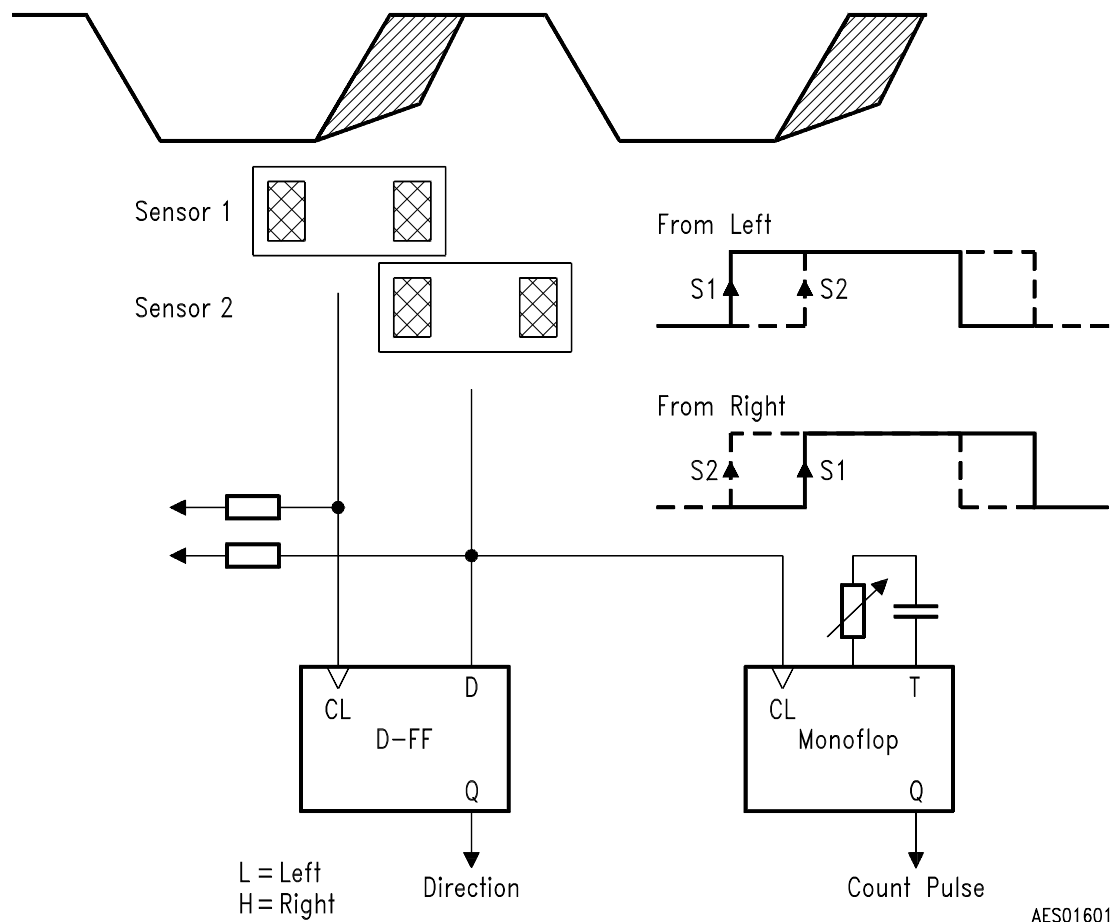 Sensor 1
Sensor 2
From Left
S1
S2
From Right
S2
S1
CL
D
D-FF
Q
CL
T
Monoflop
Q
L = Left
H = Right
Direction
Count Pulse
AES01601